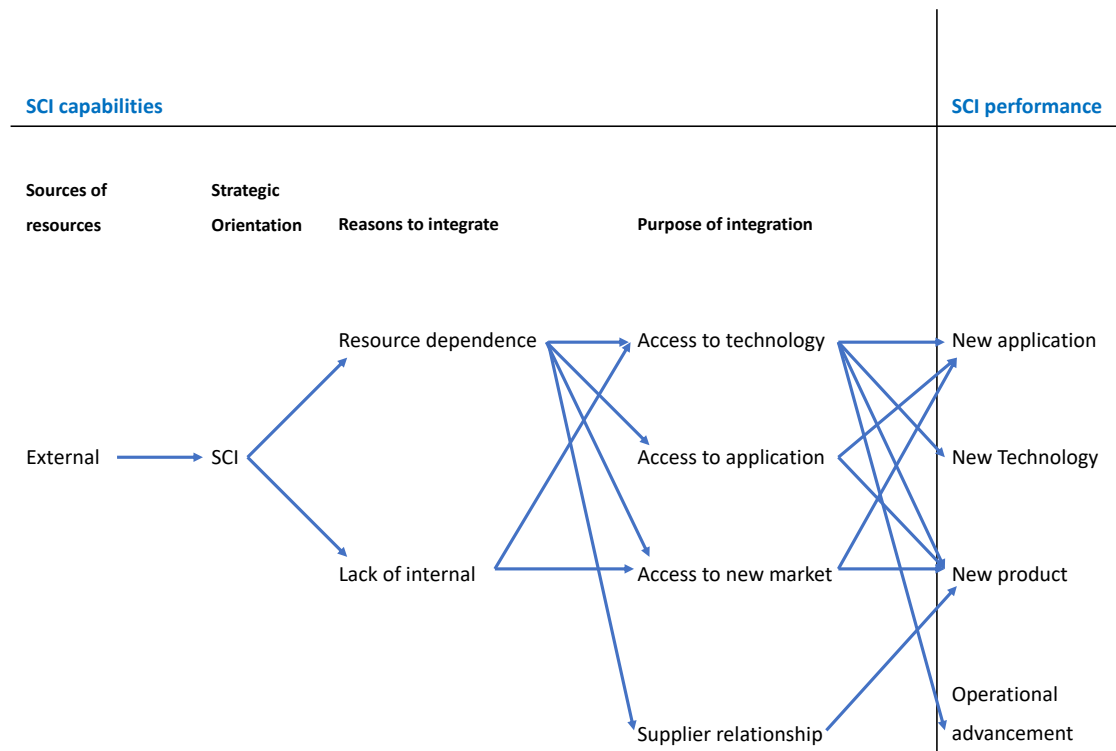 SCI capabilities
SCI performance
Sources of
resources
Strategic
Orientation
Reasons to integrate
Purpose of integration
Resource dependence
Access to technology
New application
External
SCI
Access to application
New Technology
Lack of internal
Access to new market
New product
Supplier relationship
Operational
advancement